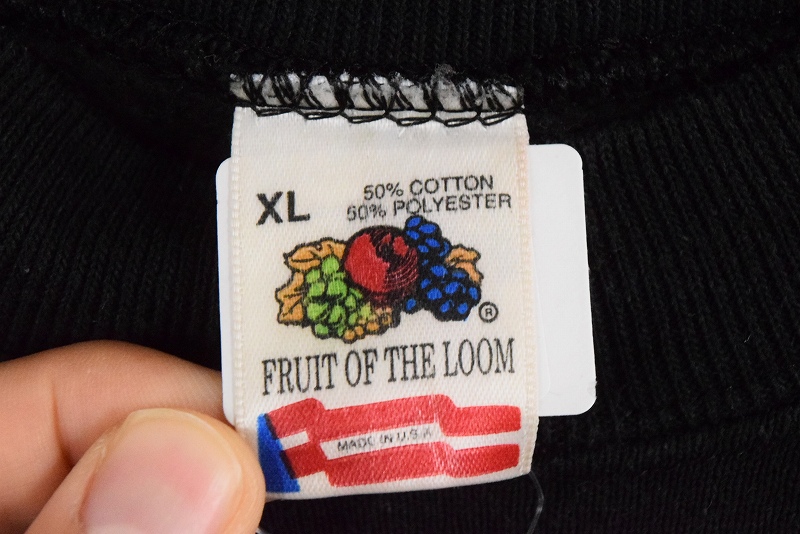 XL
50% COTTON
50% POLYESTER
®
FRUIT OF THE LOOM
MADE IN U.S.A.